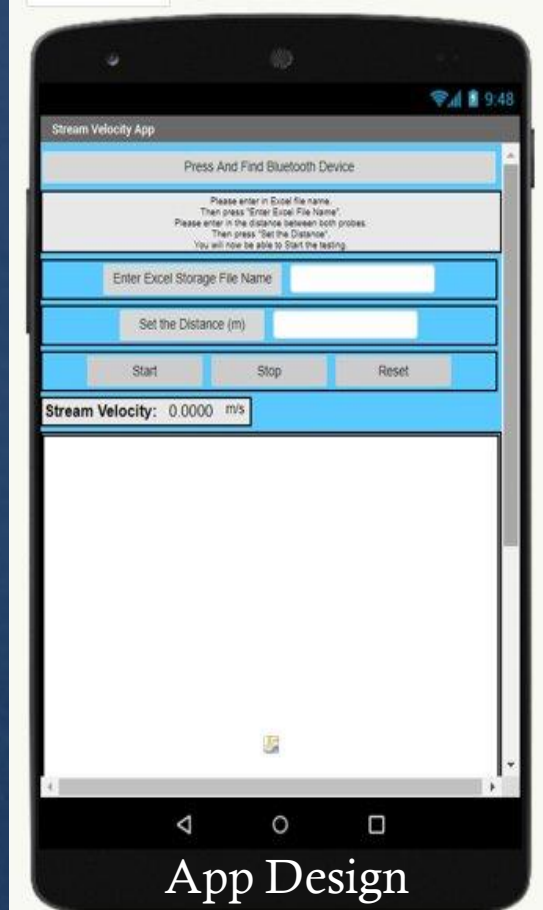 9:48
Stream Velocity App
Press And Find Bluetooth Device
Please enter in Excel file name.
Then press "Enter Excel File Name".
Please enter in the distance between both probes.
Then press "Set the Distance".
You will now be able to Start the testing.
Enter Excel Storage File Name
Set the Distance (m)
Start Stop Reset
Stream Velocity: 0.0000 m/s
App Design